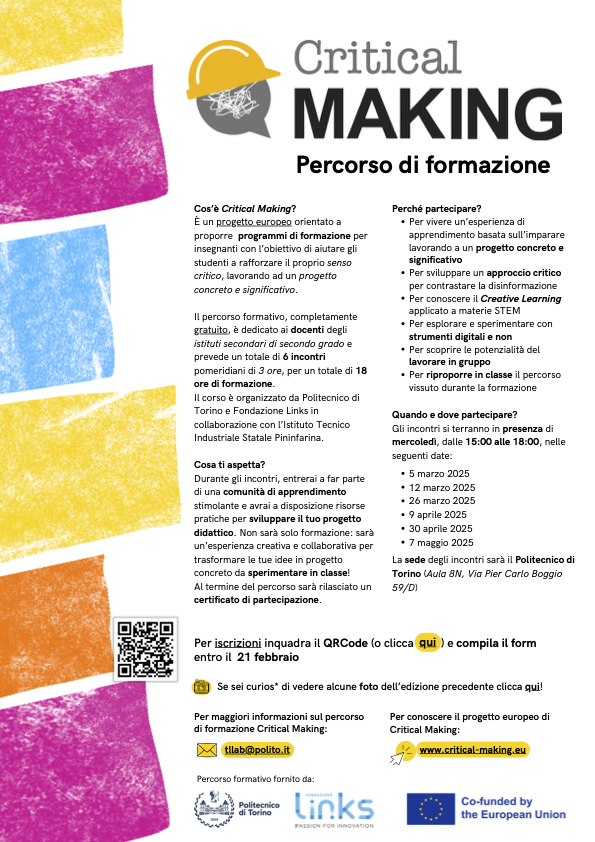 Critical
MAKING
Percorso di formazione
Cos'è Critical Making?
È un progetto europeo orientato a
proporre programmi di formazione per
insegnanti con l'obiettivo di aiutare gli
studenti a rafforzare il proprio senso
critico, lavorando ad un progetto
concreto e significativo.
Il percorso formativo, completamente
gratuito, è dedicato ai docenti degli
istituti secondari di secondo grado e
prevede un totale di 6 incontri
pomeridiani di 3 ore, per un totale di 18
ore di formazione.
Il corso è organizzato da Politecnico di
Torino e Fondazione Links in
collaborazione con l'Istituto Tecnico
Industriale Statale Pininfarina.
Cosa ti aspetta?
Durante gli incontri, entrerai a far parte
di una comunità di apprendimento
stimolante e avrai a disposizione risorse
pratiche per sviluppare il tuo progetto
didattico. Non sarà solo formazione: sarà
un'esperienza creativa e collaborativa per
trasformare le tue idee in progetto
concreto da sperimentare in classe!
Al termine del percorso sarà rilasciato un
certificato di partecipazione.
Perché partecipare?
• Per vivere un'esperienza di
apprendimento basata sull'imparare
lavorando a un progetto concreto e
significativo
• Per sviluppare un approccio critico
per contrastare la disinformazione
• Per conoscere il Creative Learning
applicato a materie STEM
• Per esplorare e sperimentare con
strumenti digitali e non
• Per scoprire le potenzialità del
lavorare in gruppo
• Per riproporre in classe il percorso
vissuto durante la formazione
Quando e dove partecipare?
Gli incontri si terranno in presenza di
mercoledì, dalle 15:00 alle 18:00, nelle
seguenti date:
• 5 marzo 2025
• 12 marzo 2025
• 26 marzo 2025
• 9 aprile 2025
• 30 aprile 2025
• 7 maggio 2025
La sede degli incontri sarà il Politecnico di
Torino (Aula 8N, Via Pier Carlo Boggio
59/D)
Per iscrizioni inquadra il QRCode (o clicca qui) e compila il form
entro il 21 febbraio
Se sei curios* di vedere alcune foto dell'edizione precedente clicca qui!
Per maggiori informazioni sul percorso
di formazione Critical Making:
tllab@polito.it
Per conoscere il progetto europeo di
Critical Making:
www.critical-making.eu
Percorso formativo fornito da:
Politecnico
di Torino
1859
FONDAZIONE
links
PASSION FOR INNOVATION
Co-funded by
the European Union